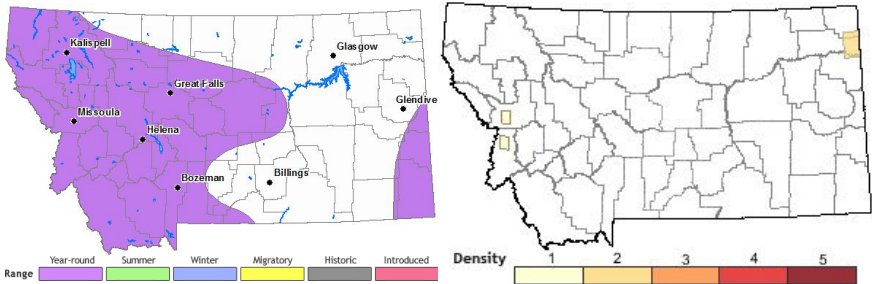 Kalispell
Glasgow
Great Falls
Glendive
Missoula
Helena
Bozeman
Billings
Year-round Summer Winter Migratory Historic Introduced
Range
Density 1 2 3 4 5